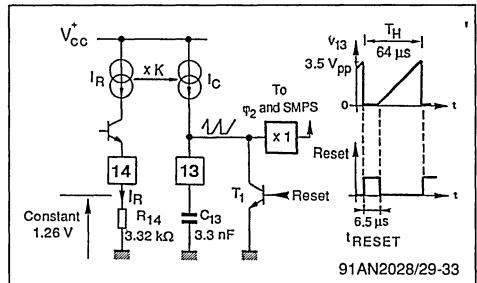 V⁺CC
IR
x K
IC
14
13
IR
Constant
1.26 V
R14
3.32 kΩ
C13
3.3 nF
T1
Reset
To
φ2 and SMPS
x 1
v13
3.5 Vpp
TH
64 µs
0
t
Reset
t
6.5 µs
tRESET
91AN2028/29-33